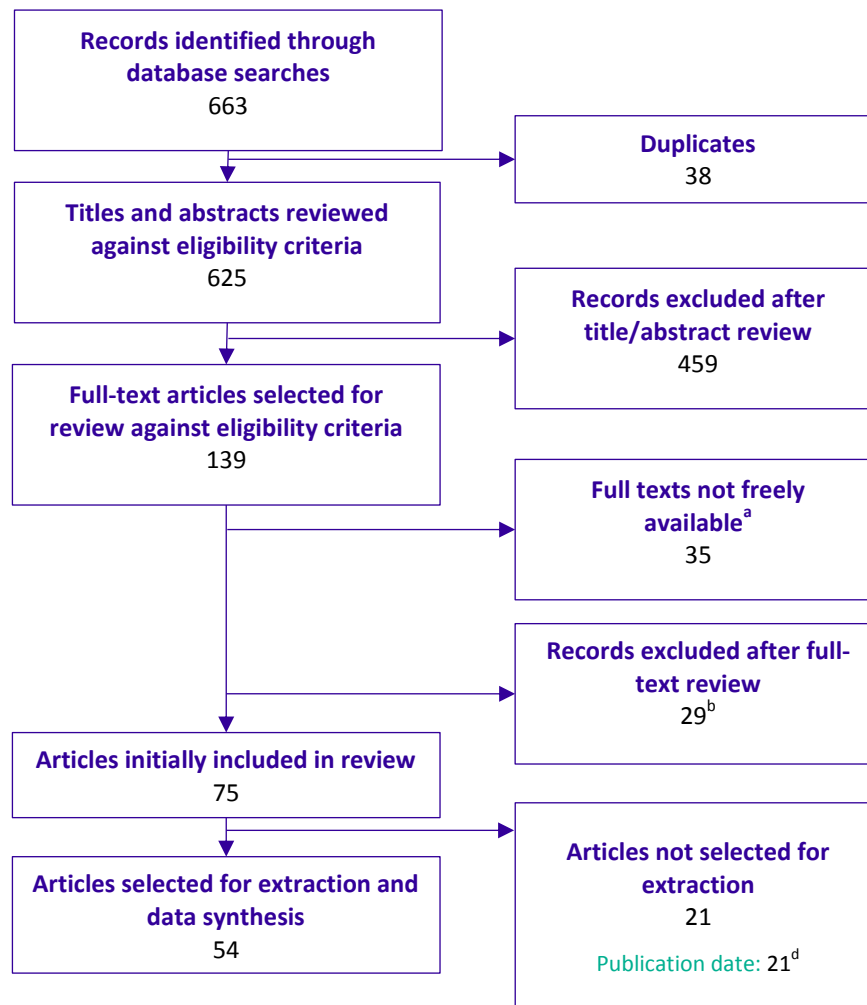 Records identified through
database searches
663
Duplicates
38
Titles and abstracts reviewed
against eligibility criteria
625
Records excluded after
title/abstract review
459
Full-text articles selected for
review against eligibility criteria
139
Full texts not freely
available^a
35
Records excluded after full-
text review
29^b
Articles initially included in review
75
Articles not selected for
extraction
21
Publication date: 21^d
Articles selected for extraction and
data synthesis
54